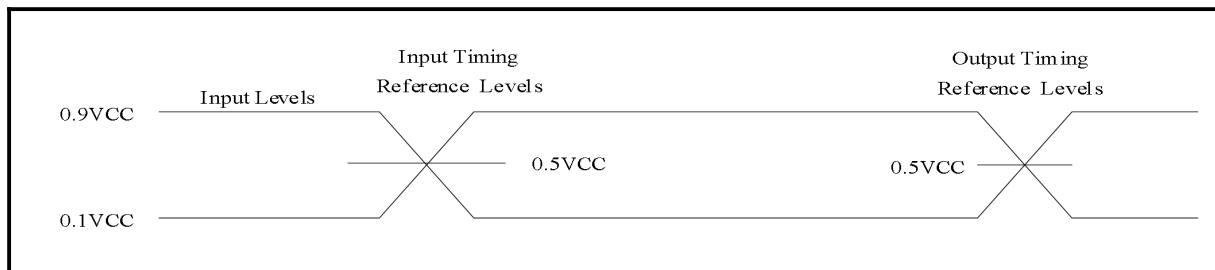 Input Timing
Reference Levels
Output Timing
Reference Levels
Input Levels
0.9VCC
0.5VCC
0.5VCC
0.1VCC